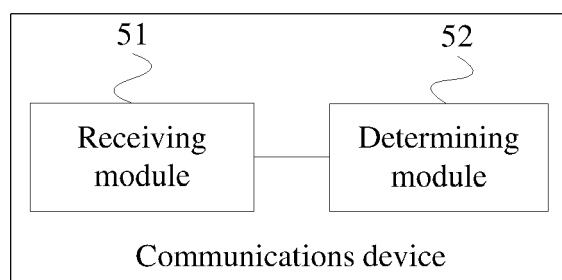 51
52
Receiving
module
Determining
module
Communications device